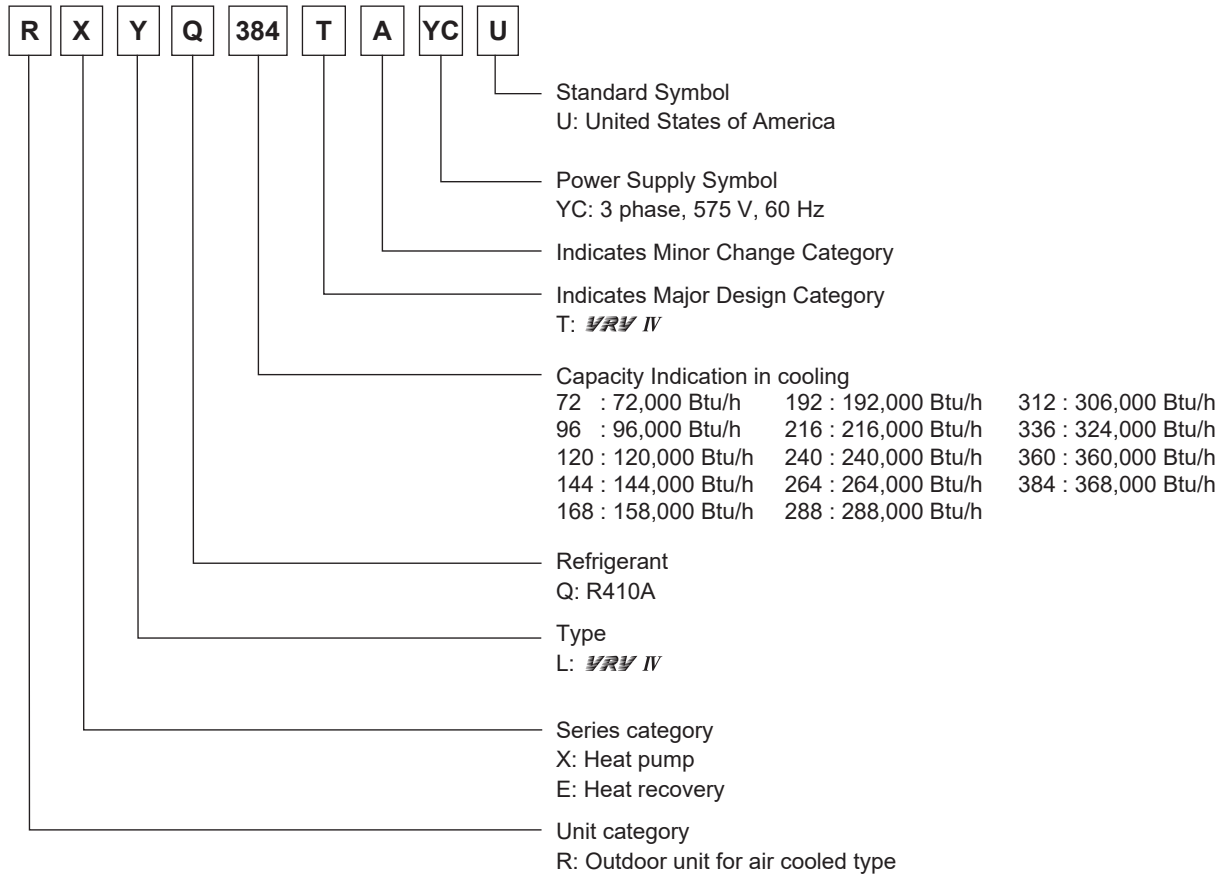 R X Y Q 384 T A YC U
Standard Symbol
U: United States of America
Power Supply Symbol
YC: 3 phase, 575 V, 60 Hz
Indicates Minor Change Category
Indicates Major Design Category
T: VRV IV
Capacity Indication in cooling
72 : 72,000 Btu/h 192 : 192,000 Btu/h 312 : 306,000 Btu/h
96 : 96,000 Btu/h 216 : 216,000 Btu/h 336 : 324,000 Btu/h
120 : 120,000 Btu/h 240 : 240,000 Btu/h 360 : 360,000 Btu/h
144 : 144,000 Btu/h 264 : 264,000 Btu/h 384 : 368,000 Btu/h
168 : 158,000 Btu/h 288 : 288,000 Btu/h
Refrigerant
Q: R410A
Type
L: VRV IV
Series category
X: Heat pump
E: Heat recovery
Unit category
R: Outdoor unit for air cooled type